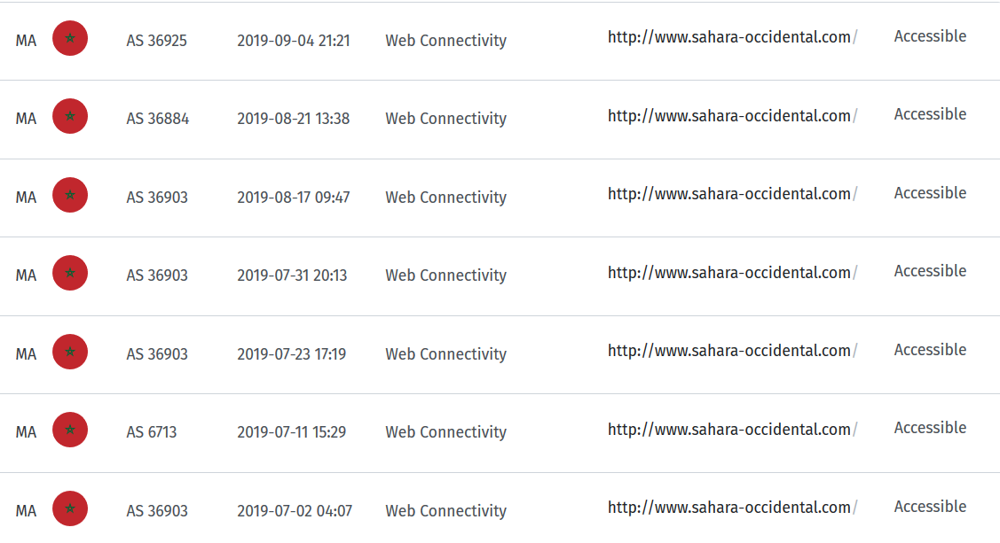 MA AS 36925 2019-09-04 21:21 Web Connectivity http://www.sahara-occidental.com/ Accessible
MA AS 36884 2019-08-21 13:38 Web Connectivity http://www.sahara-occidental.com/ Accessible
MA AS 36903 2019-08-17 09:47 Web Connectivity http://www.sahara-occidental.com/ Accessible
MA AS 36903 2019-07-31 20:13 Web Connectivity http://www.sahara-occidental.com/ Accessible
MA AS 36903 2019-07-23 17:19 Web Connectivity http://www.sahara-occidental.com/ Accessible
MA AS 6713 2019-07-11 15:29 Web Connectivity http://www.sahara-occidental.com/ Accessible
MA AS 36903 2019-07-02 04:07 Web Connectivity http://www.sahara-occidental.com/ Accessible